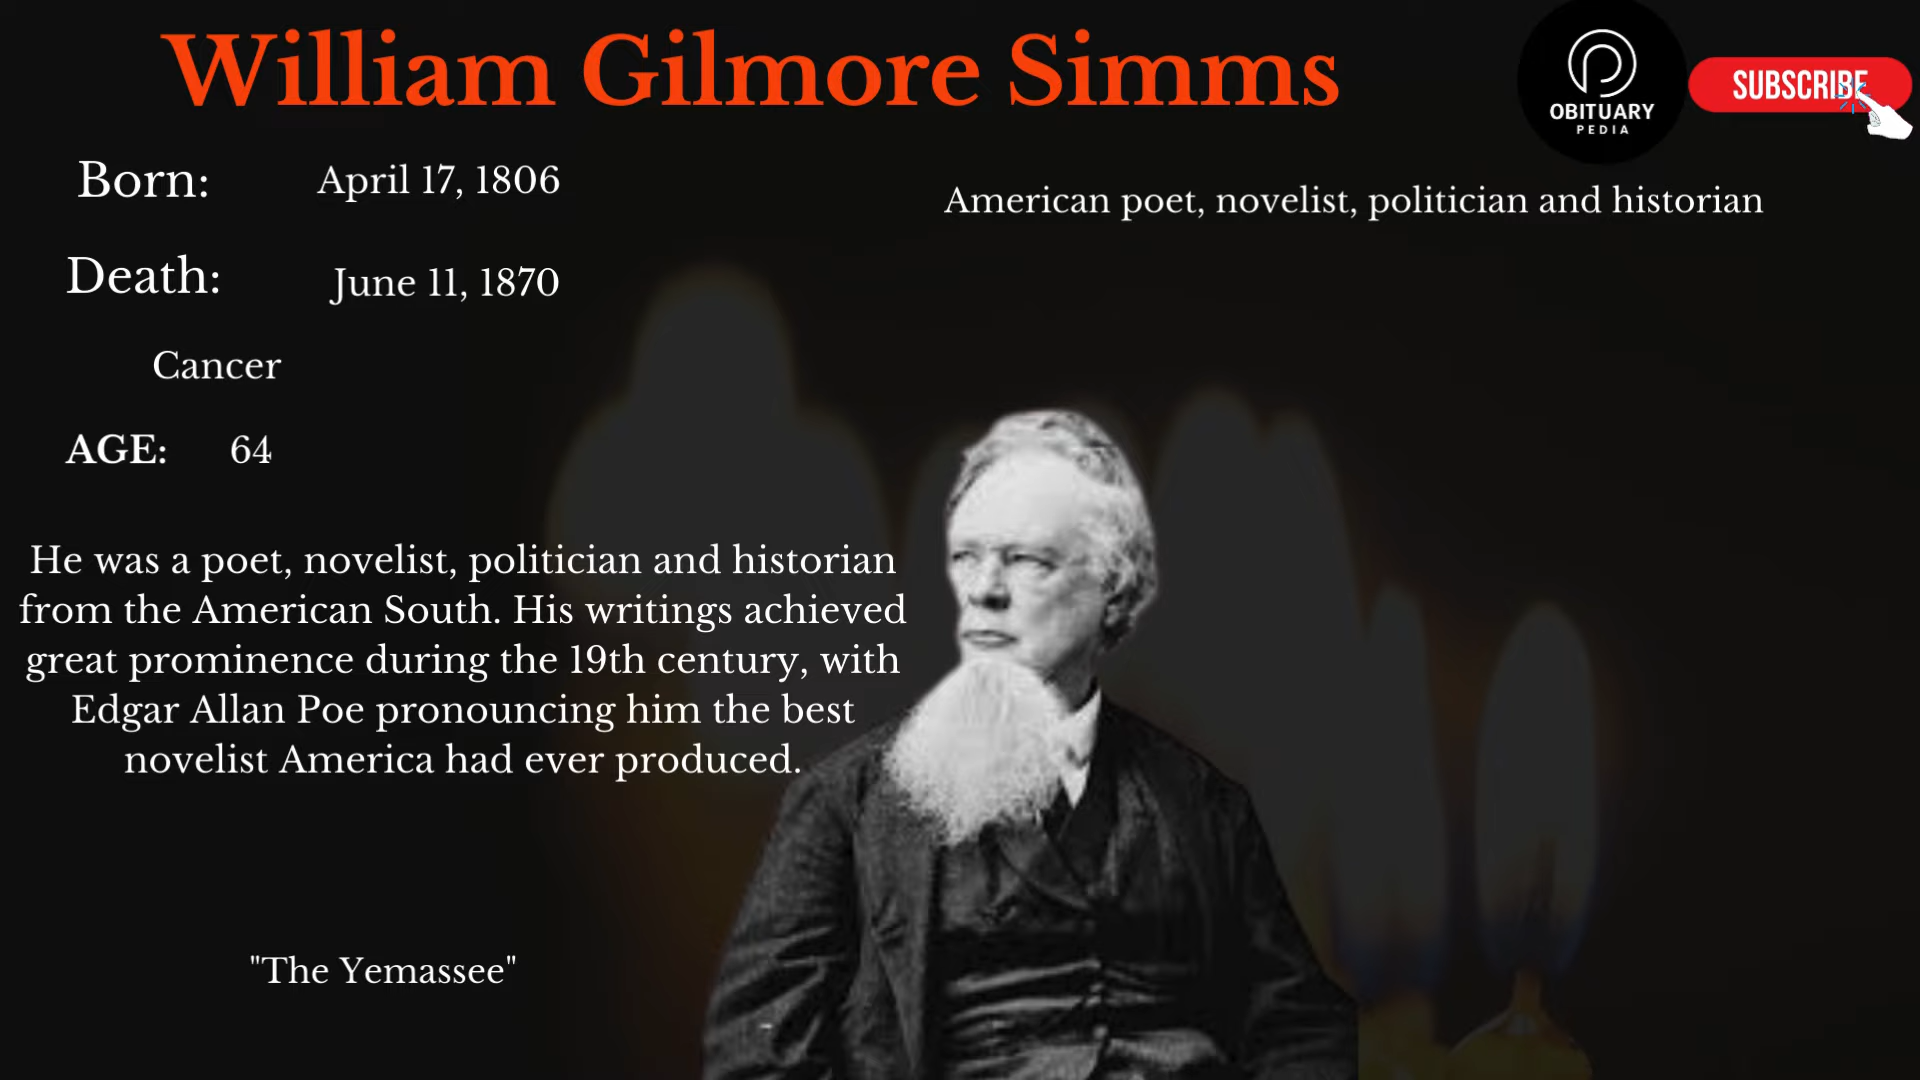 William Gilmore Simms
OBITUARY
PEDIA
SUBSCRIBE
Born: April 17, 1806
American poet, novelist, politician and historian
Death: June 11, 1870
Cancer
AGE: 64
He was a poet, novelist, politician and historian
from the American South. His writings achieved
great prominence during the 19th century, with
Edgar Allan Poe pronouncing him the best
novelist America had ever produced.
"The Yemassee"